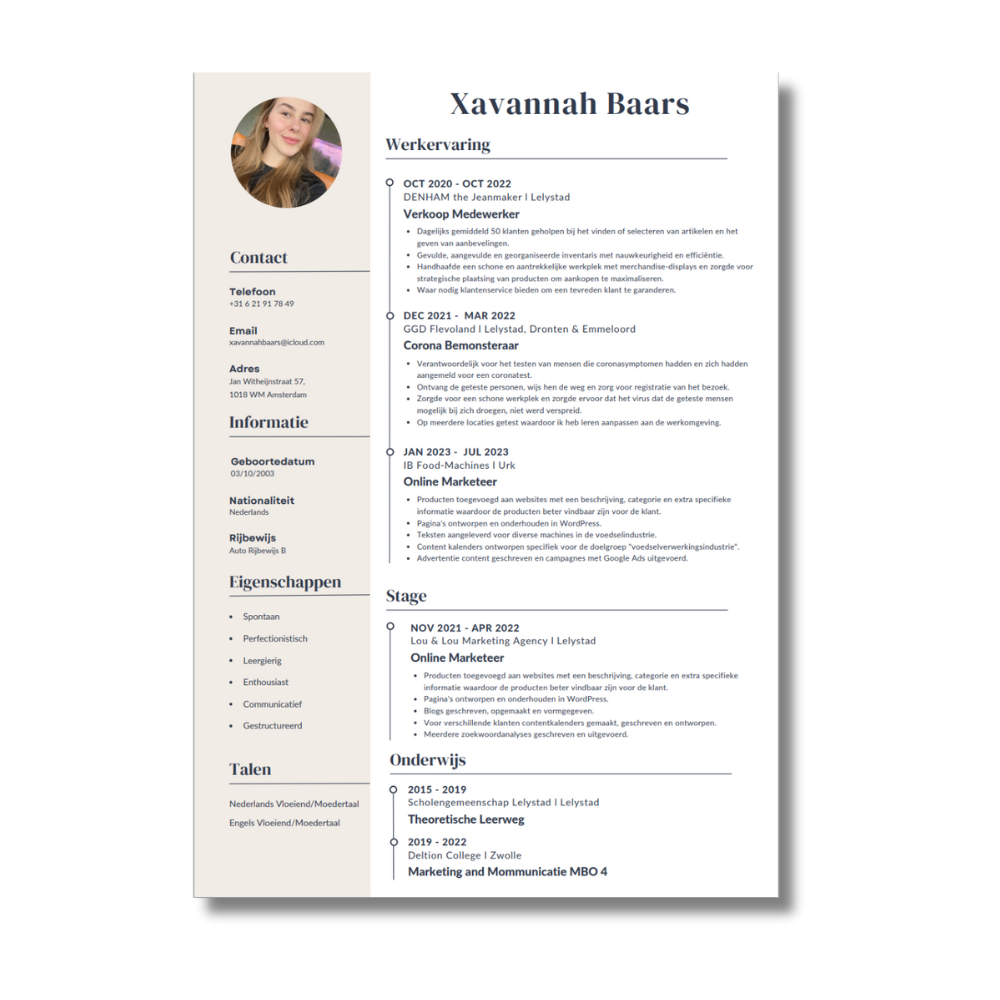 Xavannah Baars
Contact
Telefoon
+31 6 21 91 78 49
Email
xavannahbaars@icloud.com
Adres
Jan Witheijnstraat 57,
1018 WM Amsterdam
Informatie
Geboortedatum
03/10/2003
Nationaliteit
Nederlands
Rijbewijs
Auto Rijbewijs B
Eigenschappen
• Spontaan
• Perfectionistisch
• Leergierig
• Enthousiast
• Communicatief
• Gestructureerd
Talen
Nederlands Vloeiend/Moedertaal
Engels Vloeiend/Moedertaal
Werkervaring
OCT 2020 - OCT 2022
DENHAM the Jeanmaker l Lelystad
Verkoop Medewerker
• Dagelijks gemiddeld 50 klanten geholpen bij het vinden of selecteren van artikelen en het
geven van aanbevelingen.
• Gevulde, aangevulde en georganiseerde inventaris met nauwkeurigheid en efficiëntie.
• Handhaafde een schone en aantrekkelijke werkplek met merchandise-displays en zorgde voor
strategische plaatsing van producten om aankopen te maximaliseren.
• Waar nodig klantenservice bieden om een tevreden klant te garanderen.
DEC 2021 - MAR 2022
GGD Flevoland l Lelystad, Dronten & Emmeloord
Corona Bemonsteraar
• Verantwoordelijk voor het testen van mensen die coronasymptomen hadden en zich hadden
aangemeld voor een coronatest.
• Ontvang de geteste personen, wijs hen de weg en zorg voor registratie van het bezoek.
• Zorgde voor een schone werkplek en zorgde ervoor dat het virus dat de geteste mensen
mogelijk bij zich droegen, niet werd verspreid.
• Op meerdere locaties getest waardoor ik heb leren aanpassen aan de werkomgeving.
JAN 2023 - JUL 2023
IB Food-Machines l Urk
Online Marketeer
• Producten toegevoegd aan websites met een beschrijving, categorie en extra specifieke
informatie waardoor de producten beter vindbaar zijn voor de klant.
• Pagina's ontworpen en onderhouden in WordPress.
• Teksten aangeleverd voor diverse machines in de voedselindustrie.
• Content kalenders ontworpen specifiek voor de doelgroep "voedselverwerkingsindustrie".
• Advertentie content geschreven en campagnes met Google Ads uitgevoerd.
Stage
NOV 2021 - APR 2022
Lou & Lou Marketing Agency l Lelystad
Online Marketeer
• Producten toegevoegd aan websites met een beschrijving, categorie en extra specifieke
informatie waardoor de producten beter vindbaar zijn voor de klant.
• Pagina's ontworpen en onderhouden in WordPress.
• Blogs geschreven, opgemaakt en vormgegeven.
• Voor verschillende klanten contentkalenders gemaakt, geschreven en ontworpen.
• Meerdere zoekwoordanalyses geschreven en uitgevoerd.
Onderwijs
2015 - 2019
Scholengemeenschap Lelystad l Lelystad
Theoretische Leerweg
2019 - 2022
Deltion College l Zwolle
Marketing and Mommunicatie MBO 4